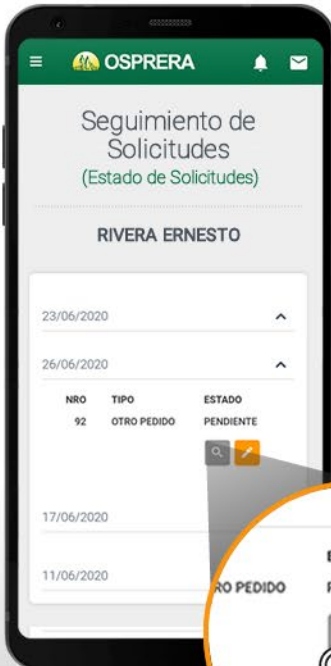 OSPRERA
Seguimiento de
Solicitudes
(Estado de Solicitudes)
RIVERA ERNESTO
23/06/2020
26/06/2020
NRO TIPO ESTADO
92 OTRO PEDIDO PENDIENTE
17/06/2020
11/06/2020
PEDIDO